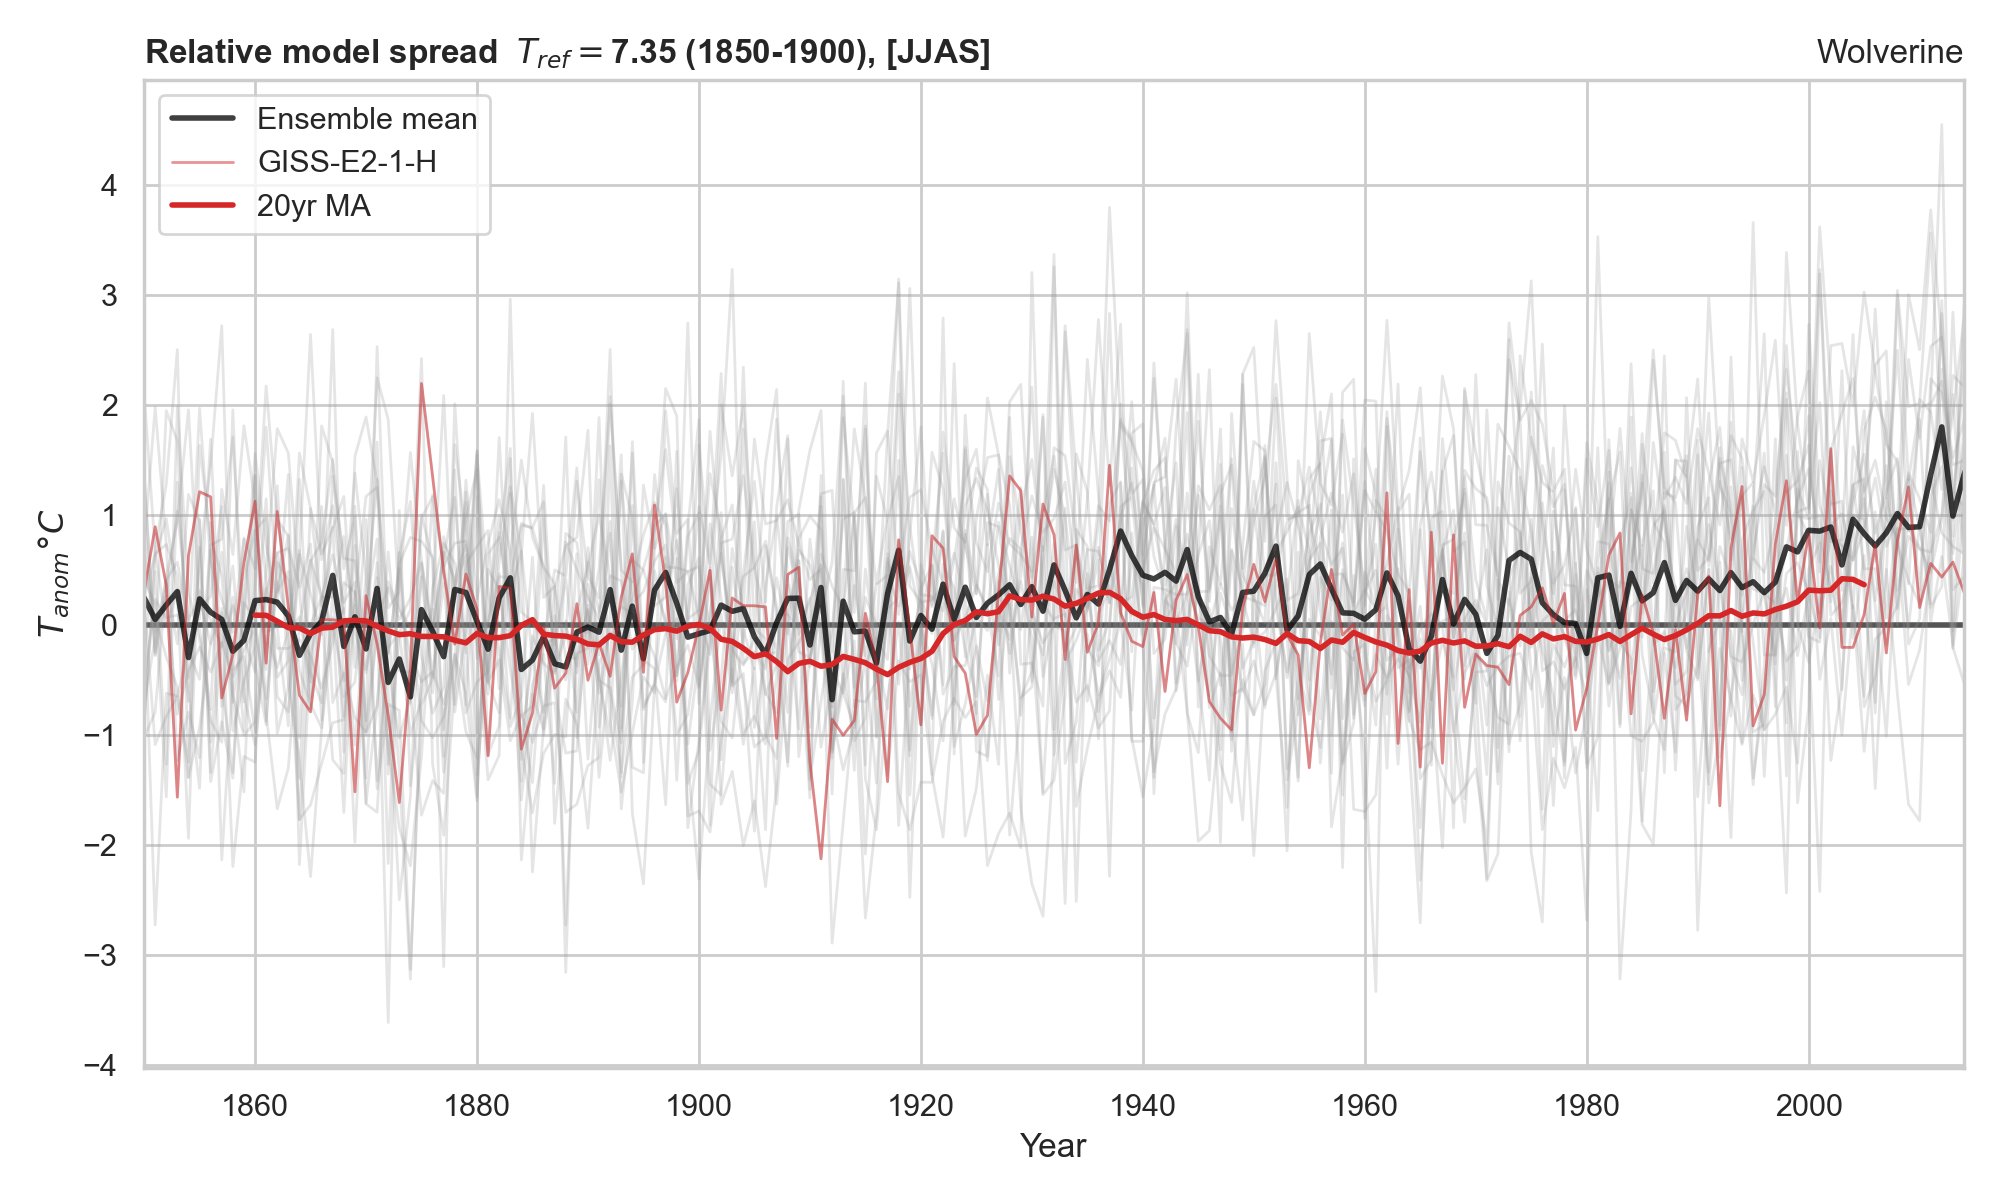 Relative model spread T_ref = 7.35 (1850-1900), [JJAS]
Wolverine
Ensemble mean
GISS-E2-1-H
20yr MA
4
3
2
1
0
−1
−2
−3
−4
T_anom °C
1860 1880 1900 1920 1940 1960 1980 2000
Year